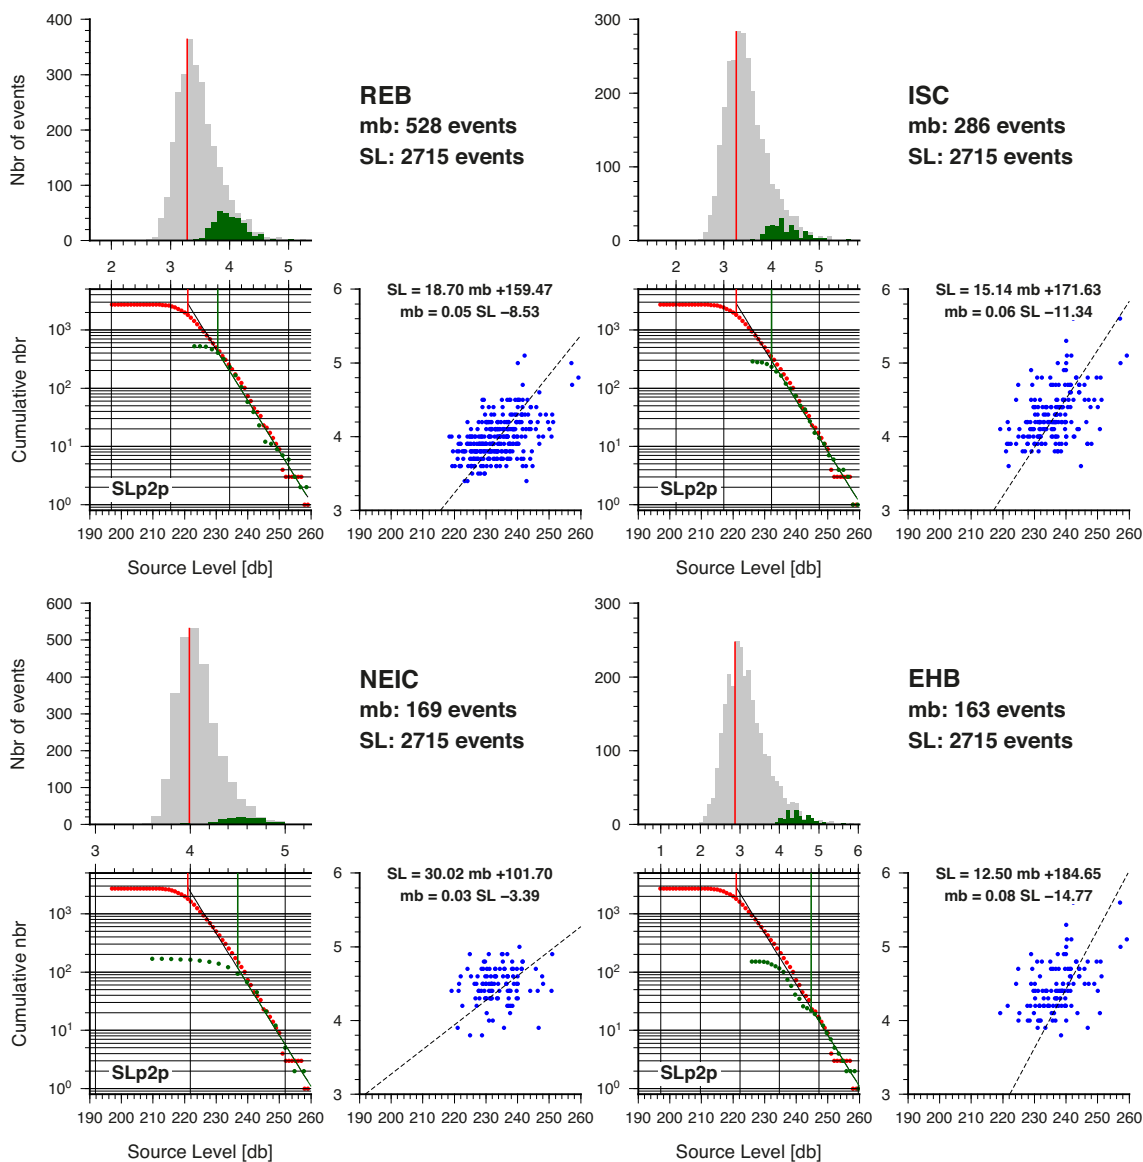 400
300
200
100
0
Nbr of events
2 3 4 5
REB
mb: 528 events
SL: 2715 events
300
200
100
0
2 3 4 5
ISC
mb: 286 events
SL: 2715 events
10³
10²
10¹
10⁰
Cumulative nbr
SLp2p
190 200 210 220 230 240 250 260
Source Level [db]
6
5
4
3
SL = 18.70 mb +159.47
mb = 0.05 SL −8.53
190 200 210 220 230 240 250 260
10³
10²
10¹
10⁰
SLp2p
190 200 210 220 230 240 250 260
Source Level [db]
6
5
4
3
SL = 15.14 mb +171.63
mb = 0.06 SL −11.34
190 200 210 220 230 240 250 260
600
500
400
300
200
100
0
Nbr of events
3 4 5
NEIC
mb: 169 events
SL: 2715 events
300
200
100
0
1 2 3 4 5 6
EHB
mb: 163 events
SL: 2715 events
10³
10²
10¹
10⁰
Cumulative nbr
SLp2p
190 200 210 220 230 240 250 260
Source Level [db]
6
5
4
3
SL = 30.02 mb +101.70
mb = 0.03 SL −3.39
190 200 210 220 230 240 250 260
10³
10²
10¹
10⁰
SLp2p
190 200 210 220 230 240 250 260
Source Level [db]
6
5
4
3
SL = 12.50 mb +184.65
mb = 0.08 SL −14.77
190 200 210 220 230 240 250 260